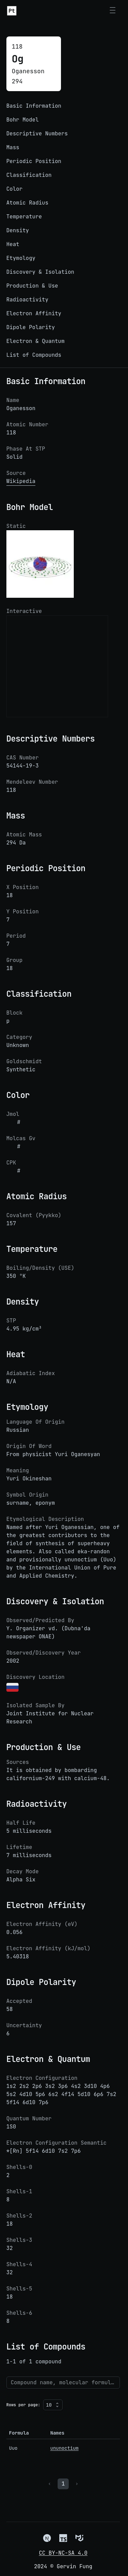 Pt
118
Og
Oganesson
294
Basic Information
Bohr Model
Descriptive Numbers
Mass
Periodic Position
Classification
Color
Atomic Radius
Temperature
Density
Heat
Etymology
Discovery & Isolation
Production & Use
Radioactivity
Electron Affinity
Dipole Polarity
Electron & Quantum
List of Compounds
Basic Information
Name
Oganesson
Atomic Number
118
Phase At STP
Solid
Source
Wikipedia
Bohr Model
Static
Interactive
Descriptive Numbers
CAS Number
54144-19-3
Mendeleev Number
118
Mass
Atomic Mass
294 Da
Periodic Position
X Position
18
Y Position
7
Period
7
Group
18
Classification
Block
p
Category
Unknown
Goldschmidt
Synthetic
Color
Jmol
#
Molcas Gv
#
CPK
#
Atomic Radius
Covalent (Pyykko)
157
Temperature
Boiling/Density (USE)
350 °K
Density
STP
4.95 kg/cm³
Heat
Adiabatic Index
N/A
Etymology
Language Of Origin
Russian
Origin Of Word
From physicist Yuri Oganesyan
Meaning
Yuri Okineshan
Symbol Origin
surname, eponym
Etymological Description
Named after Yuri Oganessian, one of
the greatest contributors to the
field of synthesis of superheavy
elements. Also called eka-randon
and provisionally ununoctium (Uuo)
by the International Union of Pure
and Applied Chemistry.
Discovery & Isolation
Observed/Predicted By
Y. Organizer vd. (Dubna'da
newspaper ONAE)
Observed/Discovery Year
2002
Discovery Location
Isolated Sample By
Joint Institute for Nuclear
Research
Production & Use
Sources
It is obtained by bombarding
californium-249 with calcium-48.
Radioactivity
Half Life
5 milliseconds
Lifetime
7 milliseconds
Decay Mode
Alpha Six
Electron Affinity
Electron Affinity (eV)
0.056
Electron Affinity (kJ/mol)
5.40318
Dipole Polarity
Accepted
58
Uncertainty
6
Electron & Quantum
Electron Configuration
1s2 2s2 2p6 3s2 3p6 4s2 3d10 4p6
5s2 4d10 5p6 6s2 4f14 5d10 6p6 7s2
5f14 6d10 7p6
Quantum Number
1S0
Electron Configuration Semantic
*[Rn] 5f14 6d10 7s2 7p6
Shells-0
2
Shells-1
8
Shells-2
18
Shells-3
32
Shells-4
32
Shells-5
18
Shells-6
8
List of Compounds
1-1 of 1 compound
Compound name, molecular formul…
Rows per page: 10
Formula Names
Uuo ununoctium
‹ 1 ›
CC BY-NC-SA 4.0
2024 © Gervin Fung